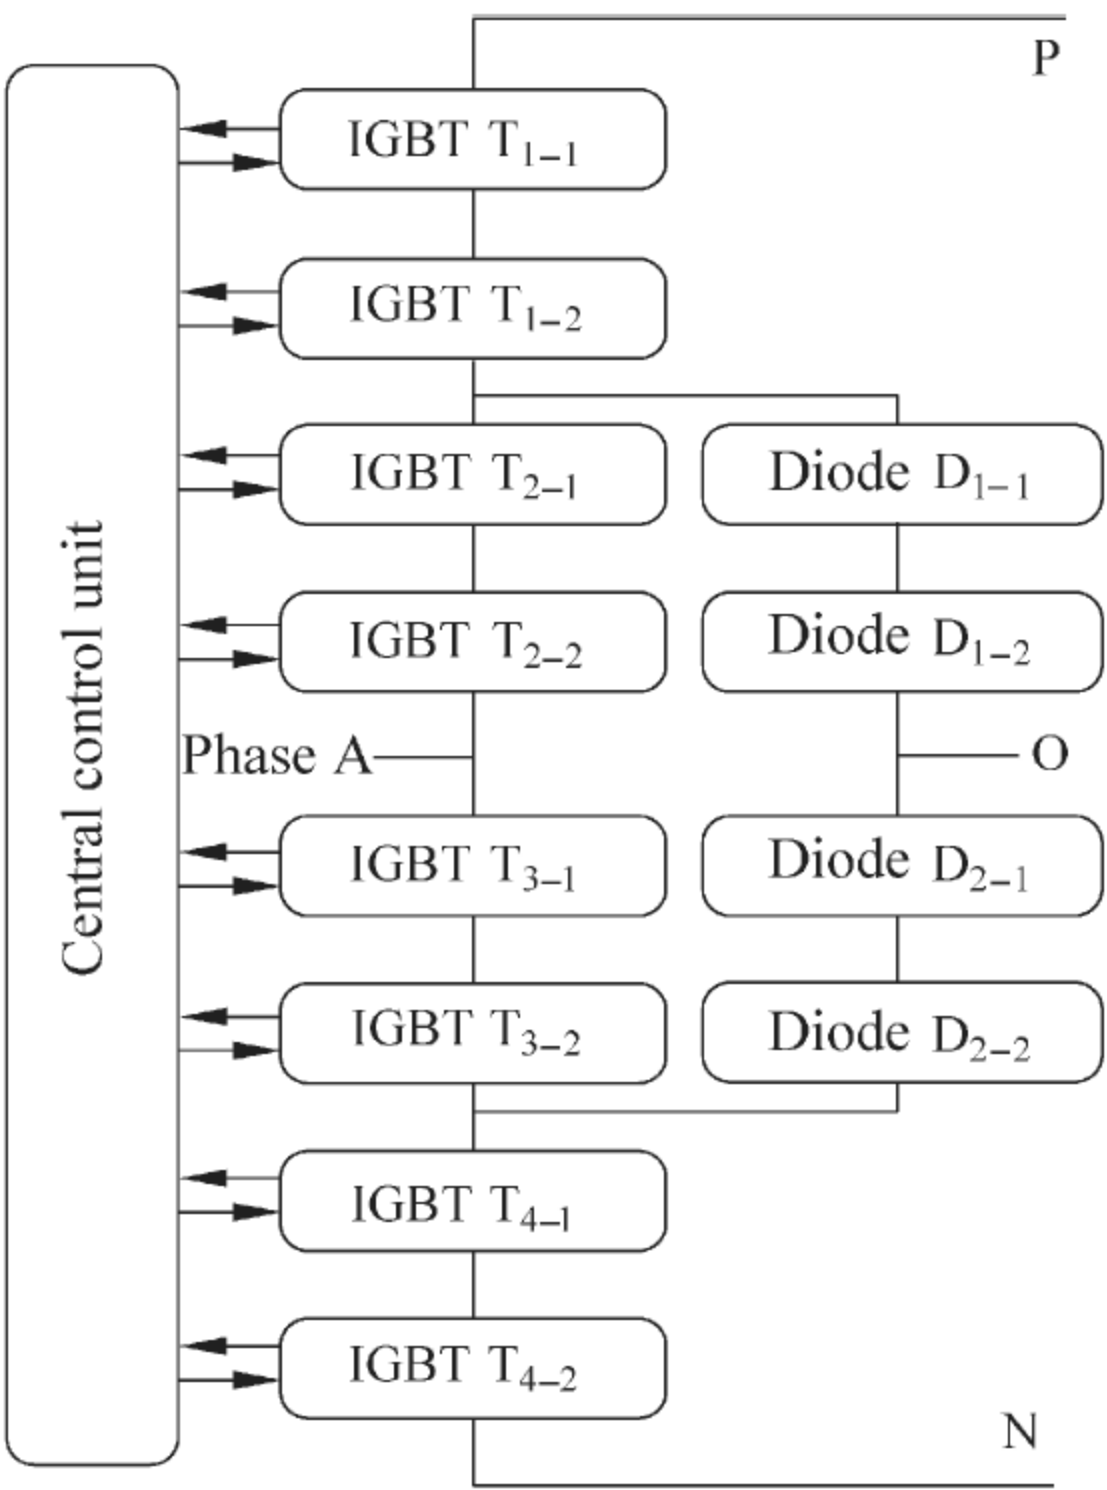 P
IGBT T1–1
IGBT T1–2
IGBT T2–1
Diode D1–1
IGBT T2–2
Diode D1–2
Central control unit
Phase A
O
IGBT T3–1
Diode D2–1
IGBT T3–2
Diode D2–2
IGBT T4–1
IGBT T4–2
N